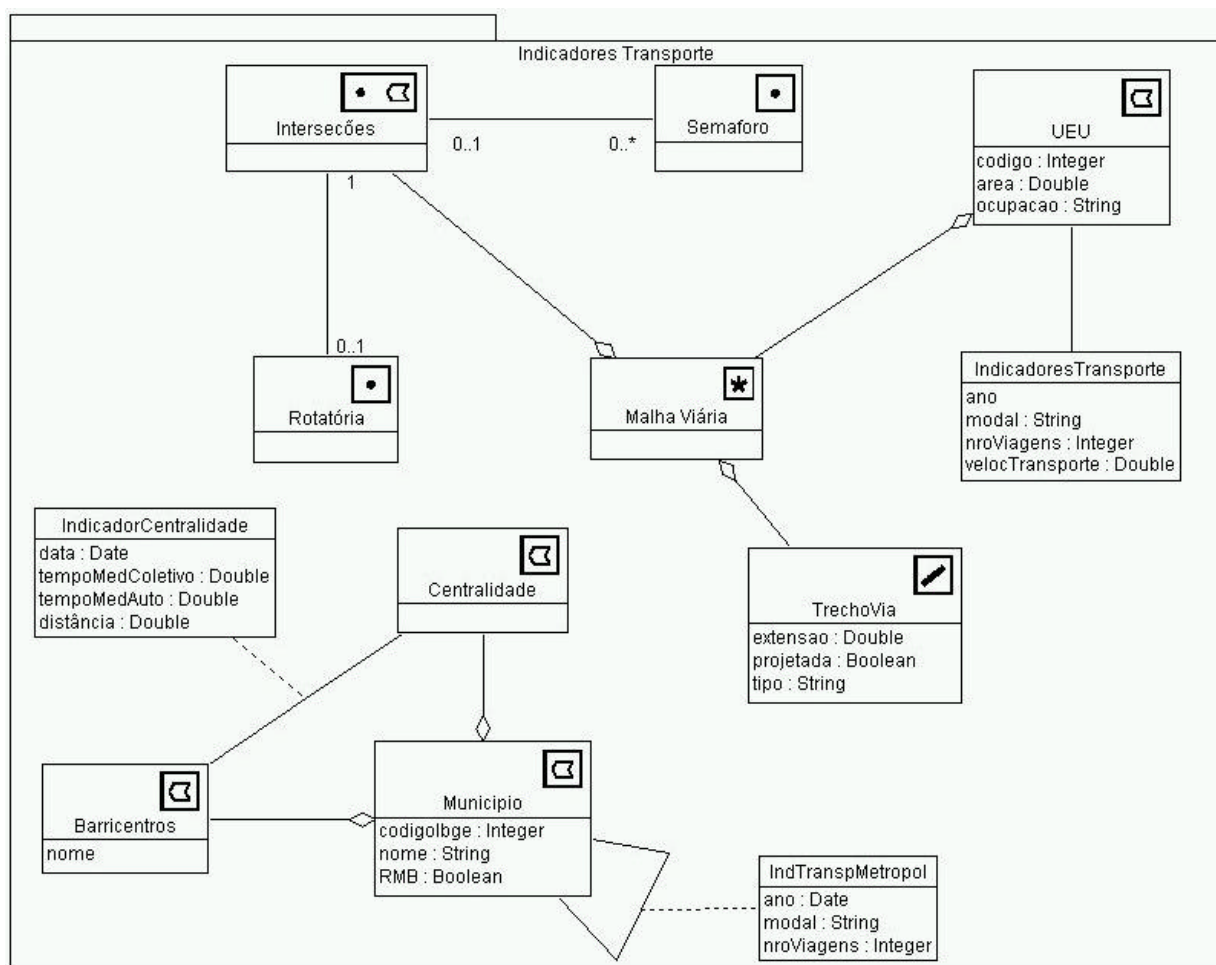 Indicadores Transporte
Intersecões
0..1
0..*
Semaforo
UEU
codigo : Integer
area : Double
ocupacao : String
1
0..1
Rotatória
Malha Viária
IndicadoresTransporte
ano
modal : String
nroViagens : Integer
velocTransporte : Double
IndicadorCentralidade
data : Date
tempoMedColetivo : Double
tempoMedAuto : Double
distância : Double
Centralidade
TrechoVia
extensao : Double
projetada : Boolean
tipo : String
Barricentros
nome
Municipio
codigoIbge : Integer
nome : String
RMB : Boolean
IndTranspMetropol
ano : Date
modal : String
nroViagens : Integer